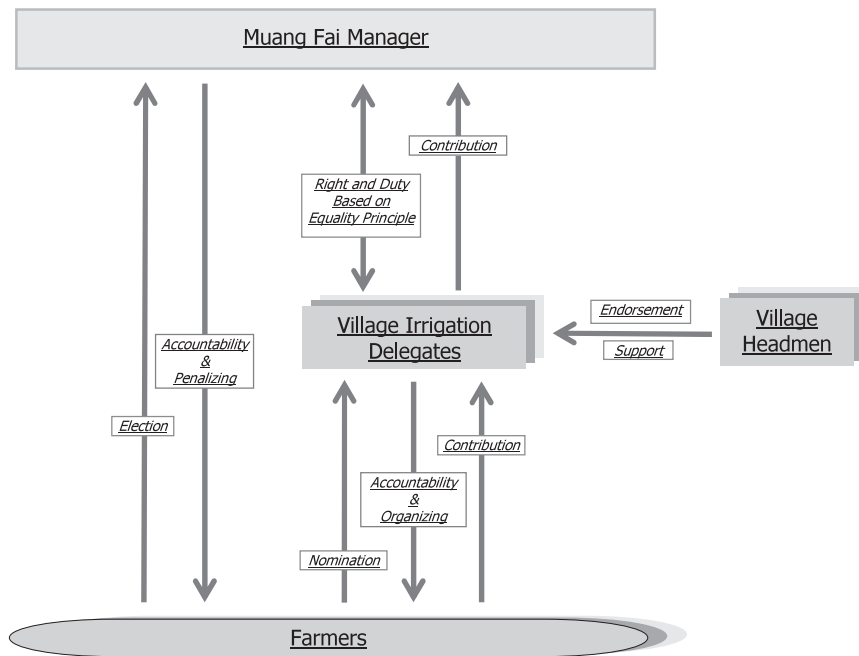 Muang Fai Manager
Contribution
Right and Duty
Based on
Equality Principle
Endorsement
Village Irrigation
Delegates
Village
Headmen
Support
Accountability
&
Penalizing
Election
Contribution
Accountability
&
Organizing
Nomination
Farmers